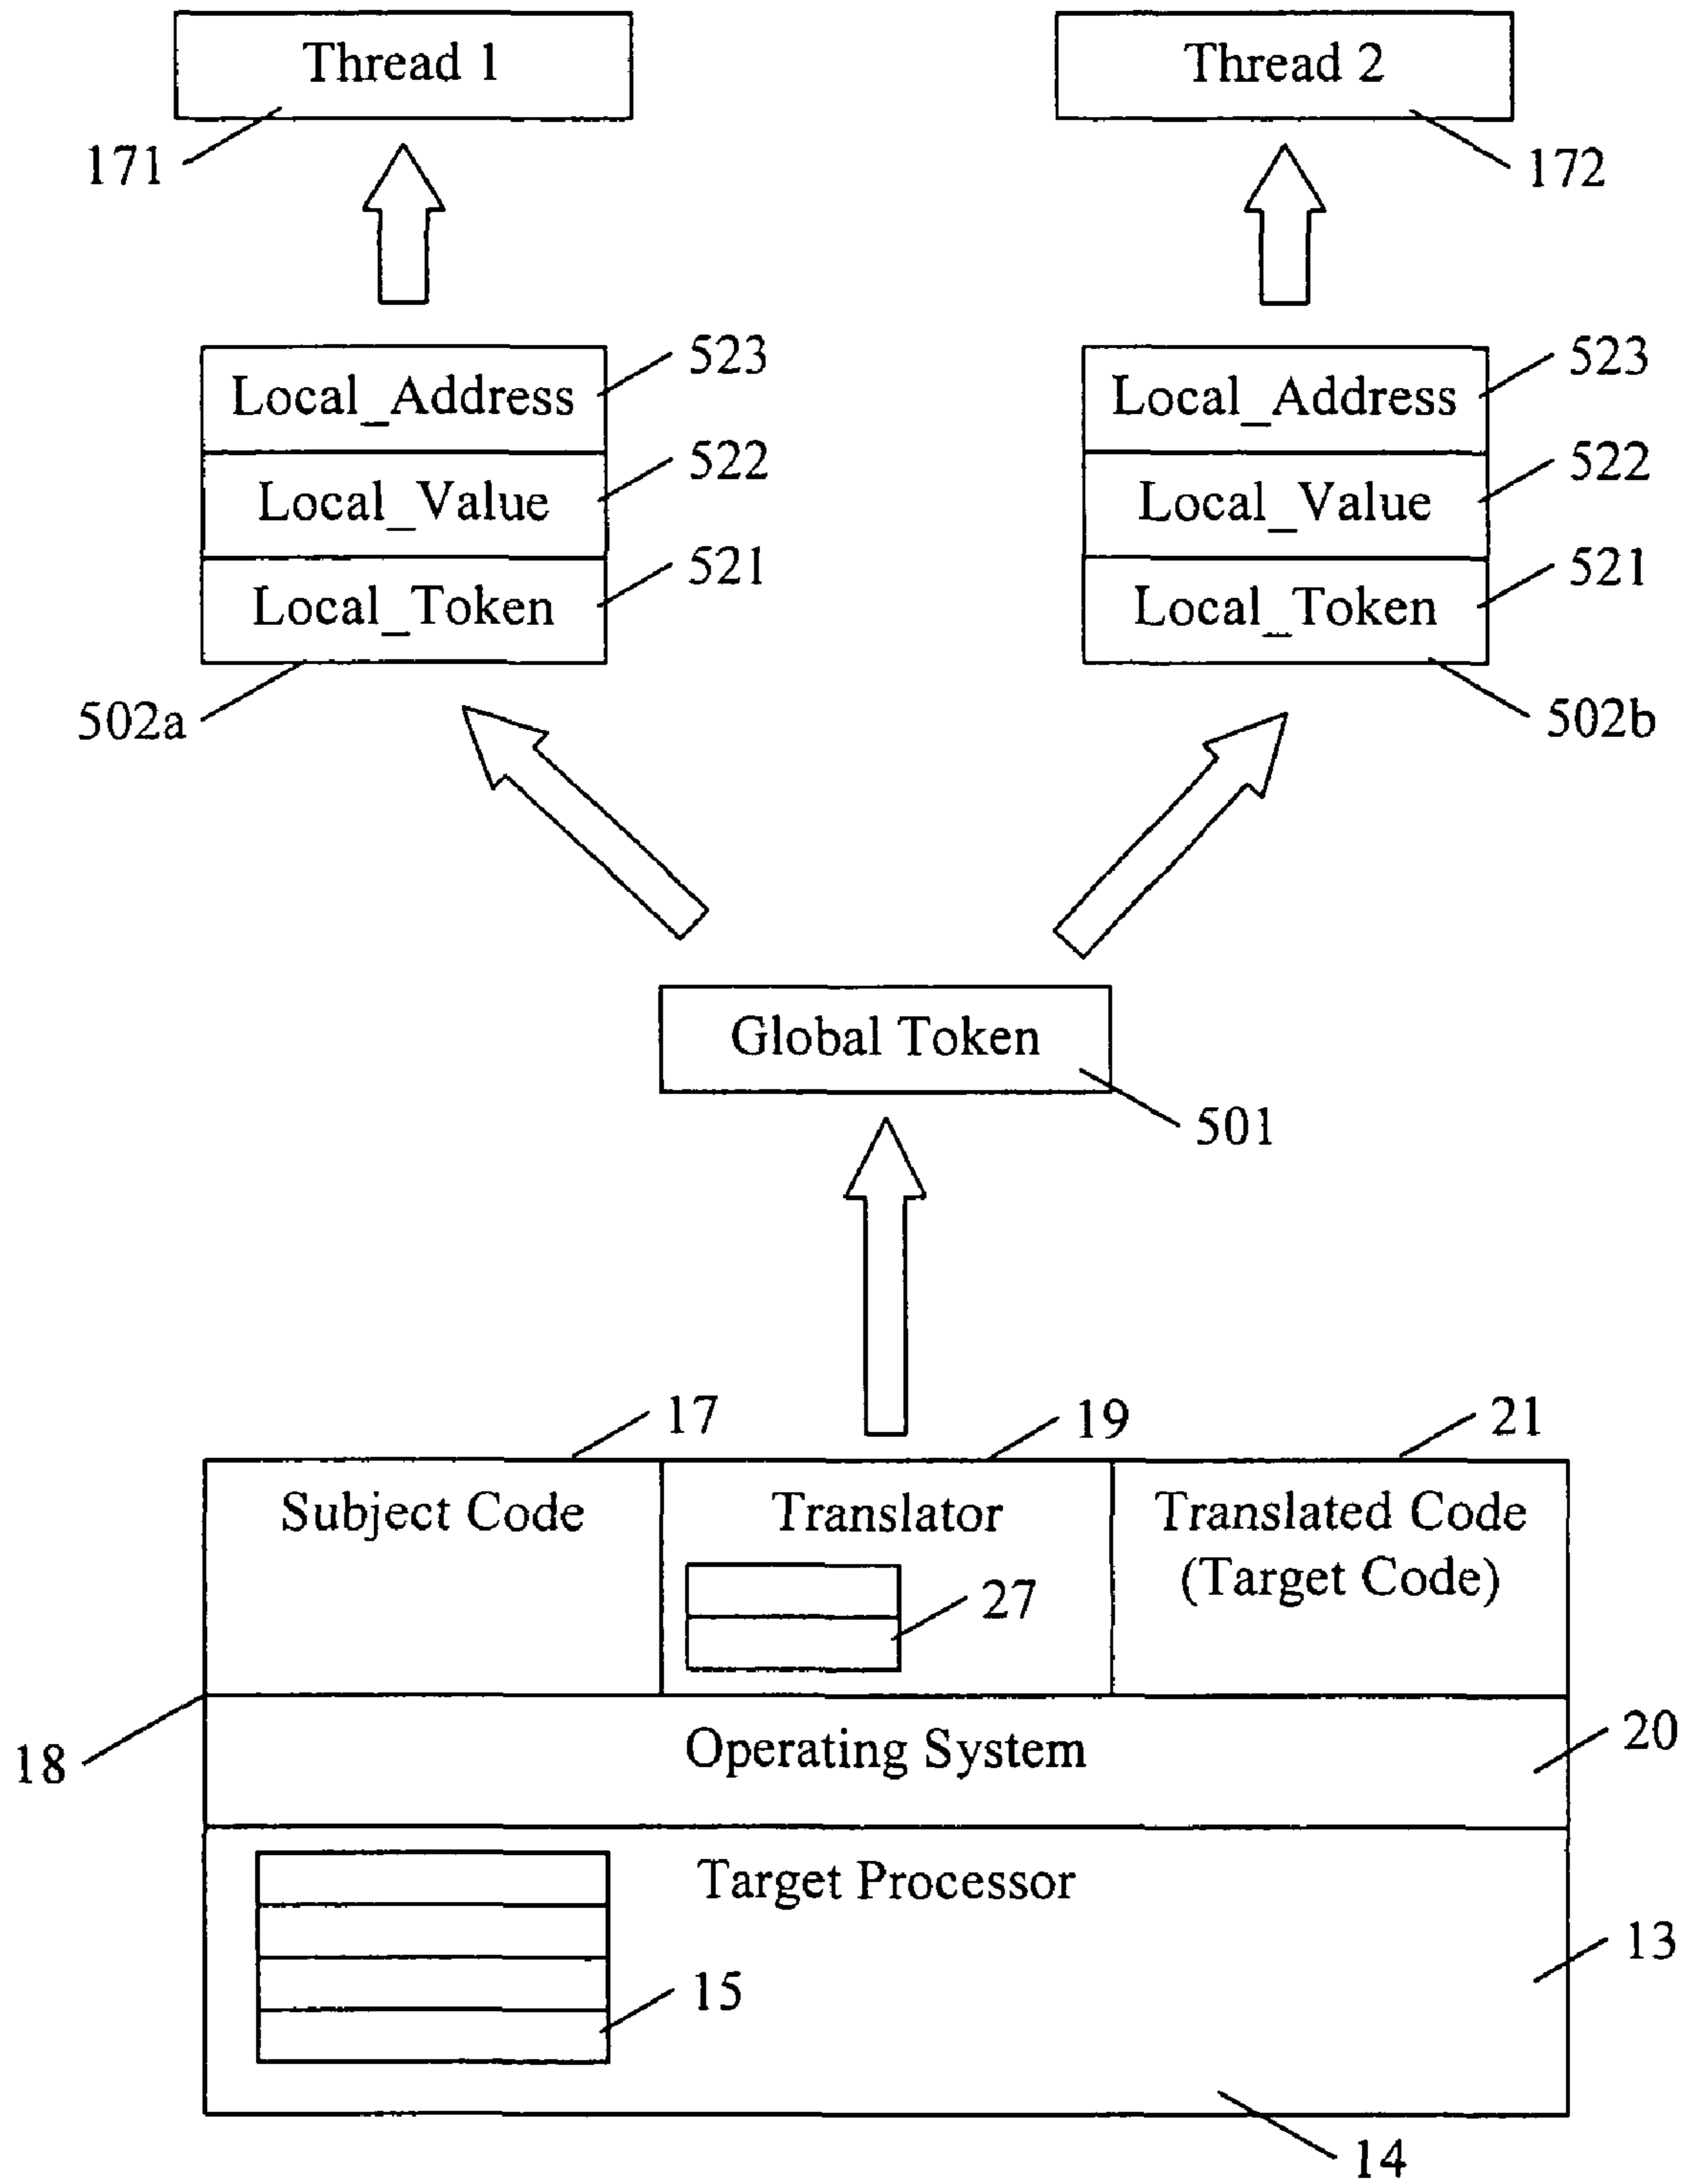 Thread 1
Thread 2
171
172
Local_Address
523
Local_Value
522
Local_Token
521
502a
Local_Address
523
Local_Value
522
Local_Token
521
502b
Global Token
501
17
19
21
Subject Code
Translator
27
Translated Code
(Target Code)
18
Operating System
20
Target Processor
15
13
14